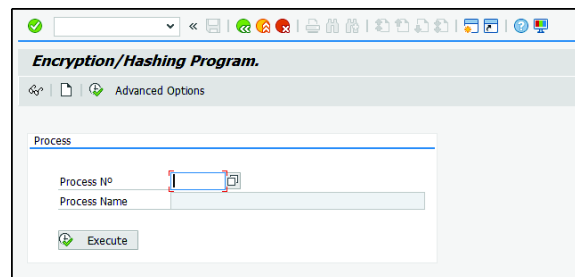 Encryption/Hashing Program.
Advanced Options
Process
Process Nº
Process Name
Execute